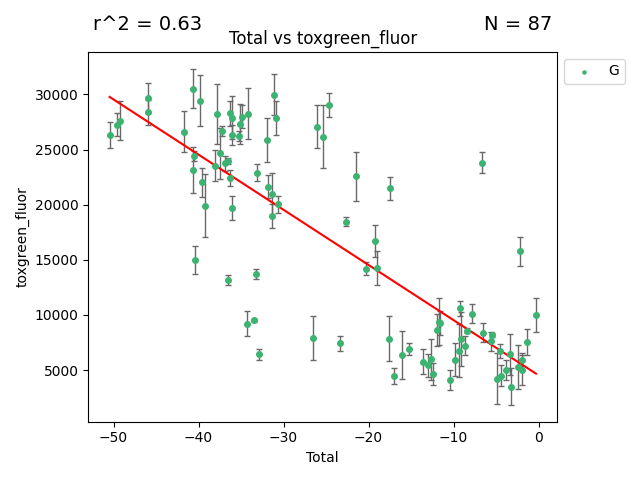 r^2 = 0.63
N = 87
Total vs toxgreen_fluor
G
30000
25000
20000
15000
10000
5000
toxgreen_fluor
−50
−40
−30
−20
−10
0
Total